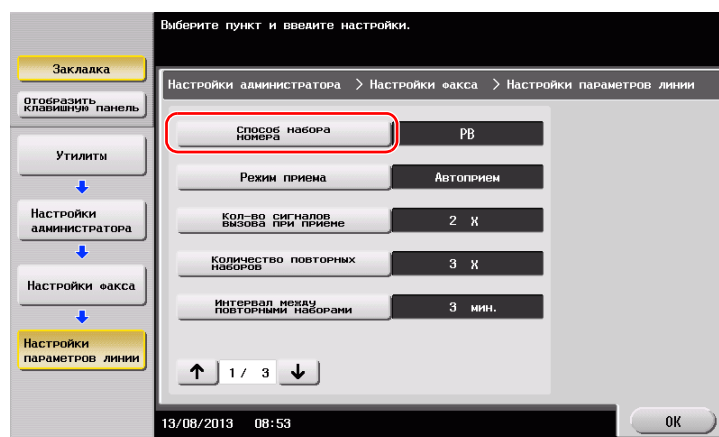 Выберите пункт и введите настройки.
Закладка
Отобразить
клавишную панель
Утилиты
Настройки
администратора
Настройки факса
Настройки
параметров линии
Настройки администратора > Настройки факса > Настройки параметров линии
Способ набора
номера
PB
Режим приема
Автоприем
Кол-во сигналов
вызова при приеме
2 X
Количество повторных
наборов
3 X
Интервал между
повторными наборами
3 мин.
↑ 1/ 3 ↓
13/08/2013 08:53
OK